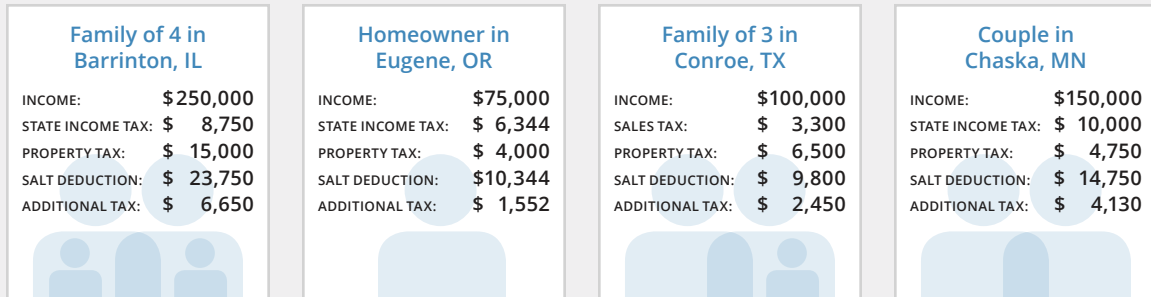 Family of 4 in
Barrinton, IL
INCOME: $250,000
STATE INCOME TAX: $ 8,750
PROPERTY TAX: $ 15,000
SALT DEDUCTION: $ 23,750
ADDITIONAL TAX: $ 6,650
Homeowner in
Eugene, OR
INCOME: $75,000
STATE INCOME TAX: $ 6,344
PROPERTY TAX: $ 4,000
SALT DEDUCTION: $10,344
ADDITIONAL TAX: $ 1,552
Family of 3 in
Conroe, TX
INCOME: $100,000
SALES TAX: $ 3,300
PROPERTY TAX: $ 6,500
SALT DEDUCTION: $ 9,800
ADDITIONAL TAX: $ 2,450
Couple in
Chaska, MN
INCOME: $150,000
STATE INCOME TAX: $ 10,000
PROPERTY TAX: $ 4,750
SALT DEDUCTION: $ 14,750
ADDITIONAL TAX: $ 4,130